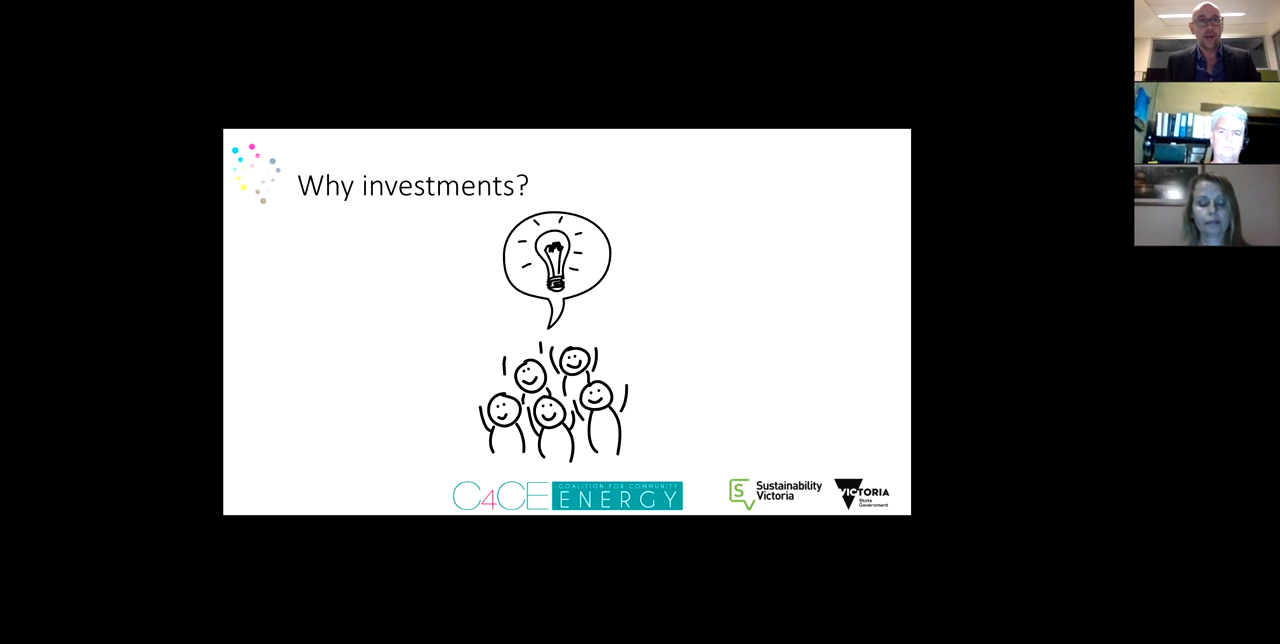 Why investments?
C4CE
COALITION FOR COMMUNITY
ENERGY
S
Sustainability
Victoria
VICTORIA
State
Government